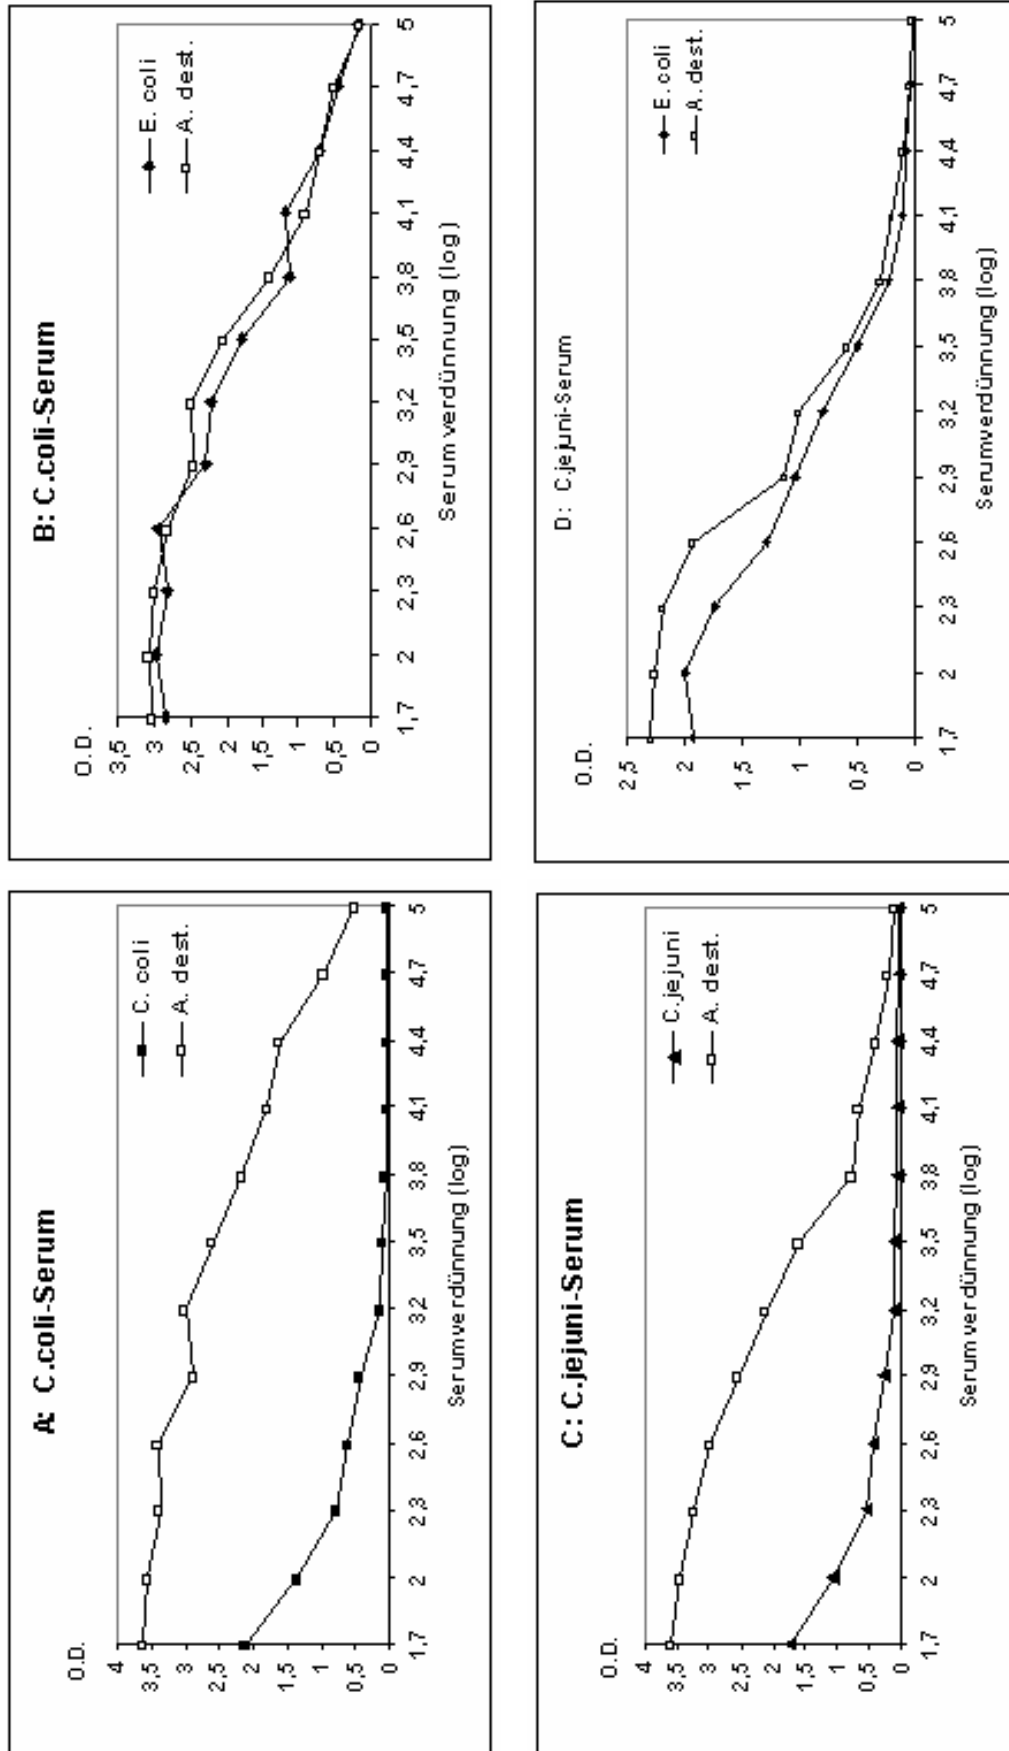 A: C.coli-Serum
O.D.
4
3,5
3
2,5
2
1,5
1
0,5
0
1,7 2 2,3 2,6 2,9 3,2 3,5 3,8 4,1 4,4 4,7 5
Serumverdünnung (log)
C. coli
A. dest.
B: C.coli-Serum
O.D.
3,5
3
2,5
2
1,5
1
0,5
0
1,7 2 2,3 2,6 2,9 3,2 3,5 3,8 4,1 4,4 4,7 5
Serumverdünnung (log)
E. coli
A. dest.
C: C.jejuni-Serum
O.D.
4
3,5
3
2,5
2
1,5
1
0,5
0
1,7 2 2,3 2,6 2,9 3,2 3,5 3,8 4,1 4,4 4,7 5
Serumverdünnung (log)
C.jejuni
A. dest.
D: C.jejuni-Serum
O.D.
2,5
2
1,5
1
0,5
0
1,7 2 2,3 2,6 2,9 3,2 3,5 3,8 4,1 4,4 4,7 5
Serumverdünnung (log)
E. coli
A. dest.